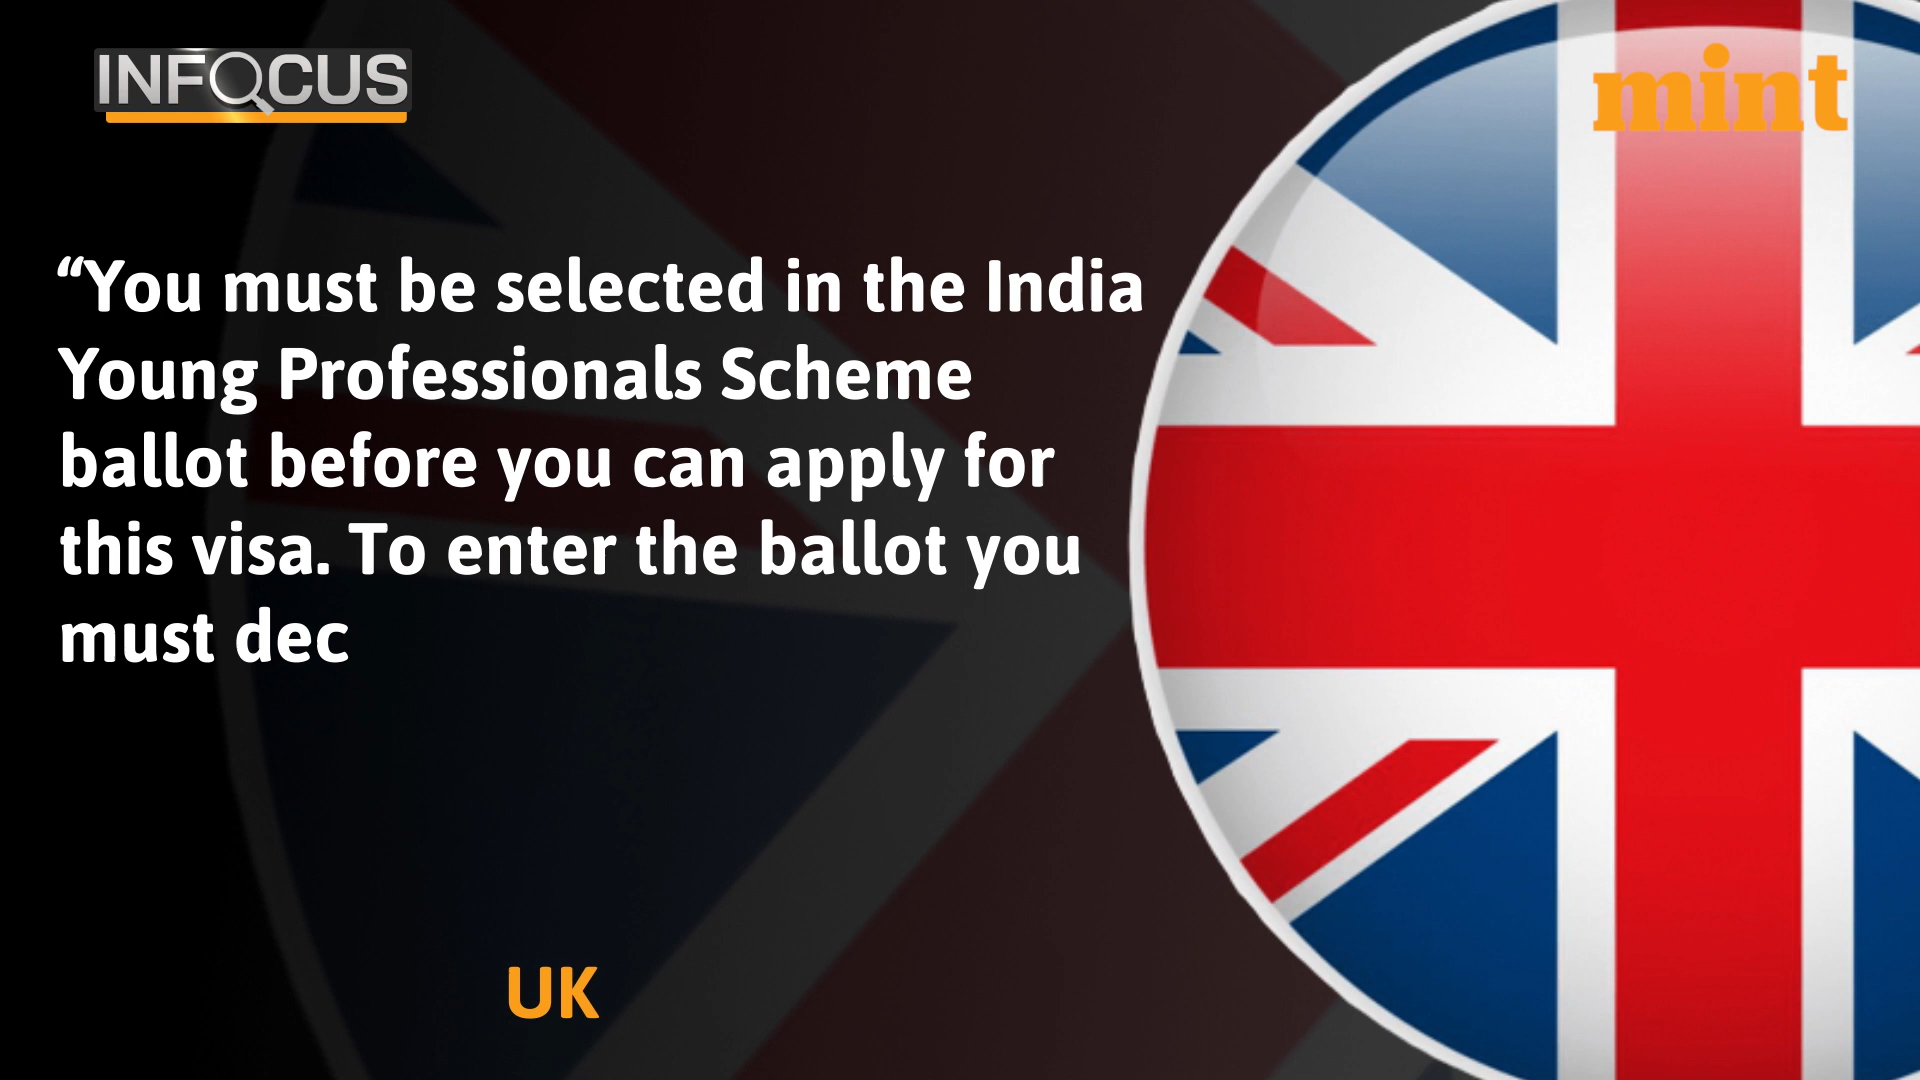 INFOCUS
mint
“You must be selected in the India
Young Professionals Scheme
ballot before you can apply for
this visa. To enter the ballot you
must dec
UK